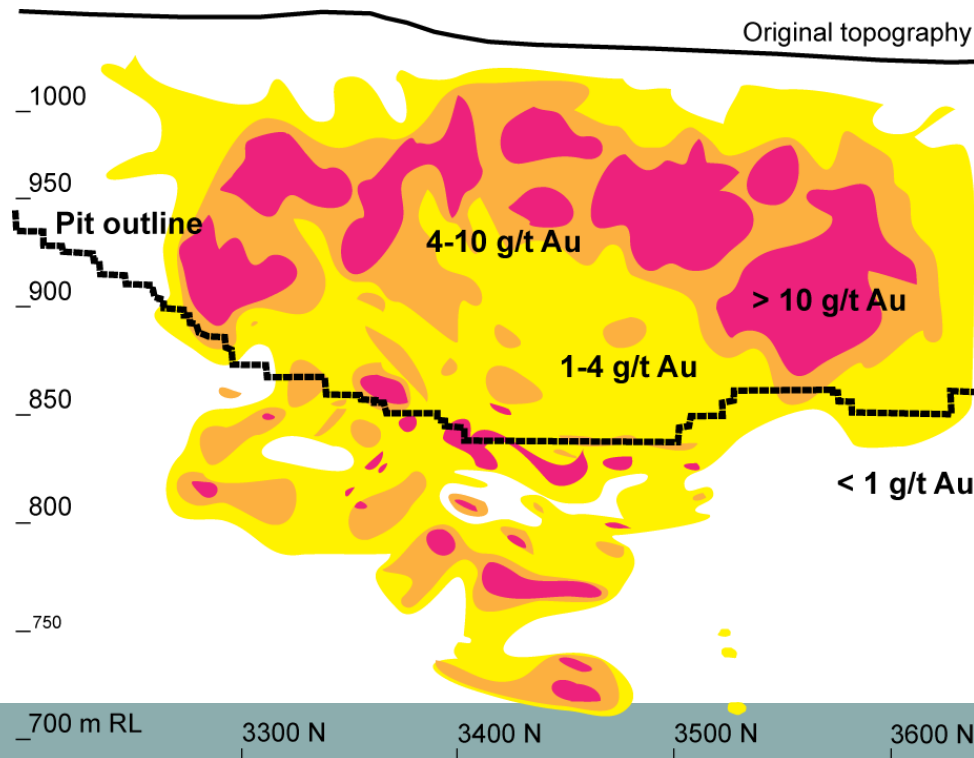 Original topography
_1000
_950
Pit outline
4-10 g/t Au
_900
> 10 g/t Au
1-4 g/t Au
_850
< 1 g/t Au
_800
_750
_700 m RL
3300 N
3400 N
3500 N
3600 N